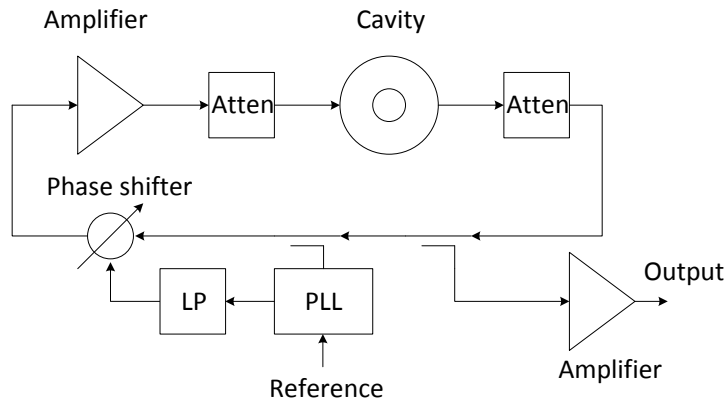 Amplifier
Cavity
Atten
Atten
Phase shifter
LP
PLL
Output
Amplifier
Reference